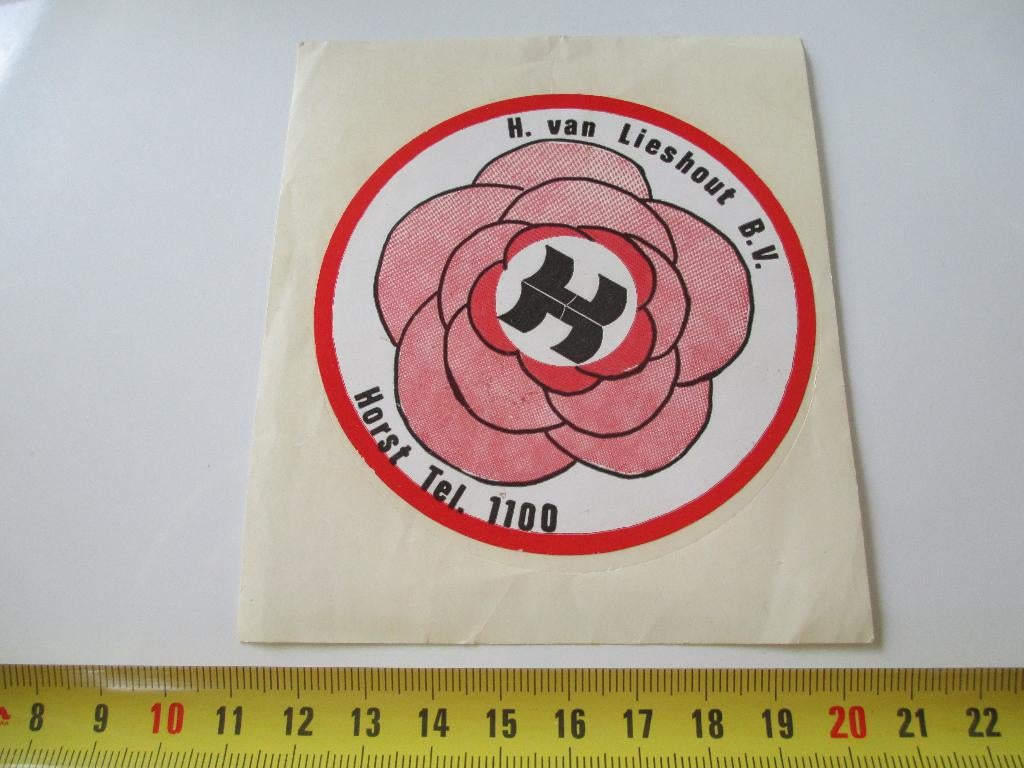 H. van Lieshout B.V.
H
Horst Tel. 1100
8 9 10 11 12 13 14 15 16 17 18 19 20 21 22